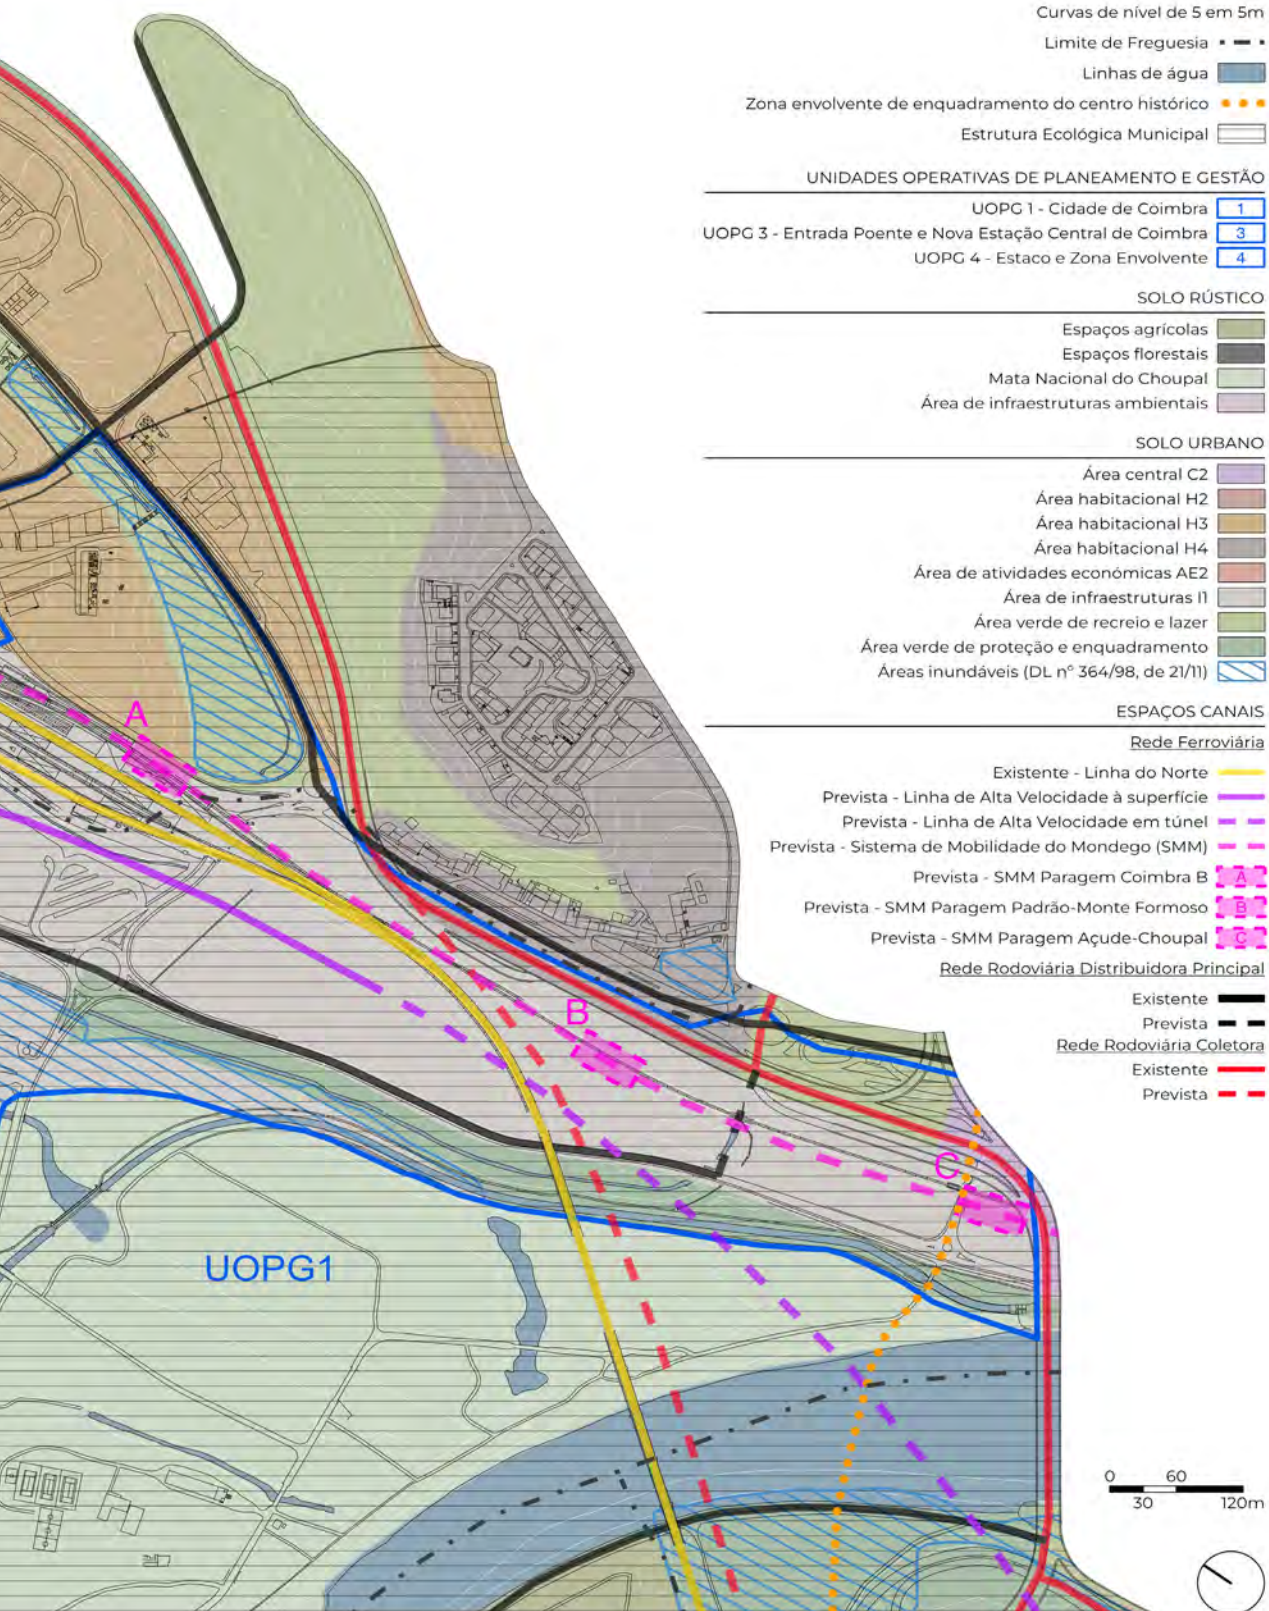 Curvas de nível de 5 em 5m
Limite de Freguesia
Linhas de água
Zona envolvente de enquadramento do centro histórico
Estrutura Ecológica Municipal
UNIDADES OPERATIVAS DE PLANEAMENTO E GESTÃO
UOPG 1 - Cidade de Coimbra 1
UOPG 3 - Entrada Poente e Nova Estação Central de Coimbra 3
UOPG 4 - Estaco e Zona Envolvente 4
SOLO RÚSTICO
Espaços agrícolas
Espaços florestais
Mata Nacional do Choupal
Área de infraestruturas ambientais
SOLO URBANO
Área central C2
Área habitacional H2
Área habitacional H3
Área habitacional H4
Área de atividades económicas AE2
Área de infraestruturas I1
Área verde de recreio e lazer
Área verde de proteção e enquadramento
Áreas inundáveis (DL nº 364/98, de 21/11)
ESPAÇOS CANAIS
Rede Ferroviária
Existente - Linha do Norte
Prevista - Linha de Alta Velocidade à superfície
Prevista - Linha de Alta Velocidade em túnel
Prevista - Sistema de Mobilidade do Mondego (SMM)
Prevista - SMM Paragem Coimbra B A
Prevista - SMM Paragem Padrão-Monte Formoso B
Prevista - SMM Paragem Açude-Choupal C
Rede Rodoviária Distribuidora Principal
Existente
Prevista
Rede Rodoviária Coletora
Existente
Prevista
A
B
C
UOPG1
0 60
30 120m